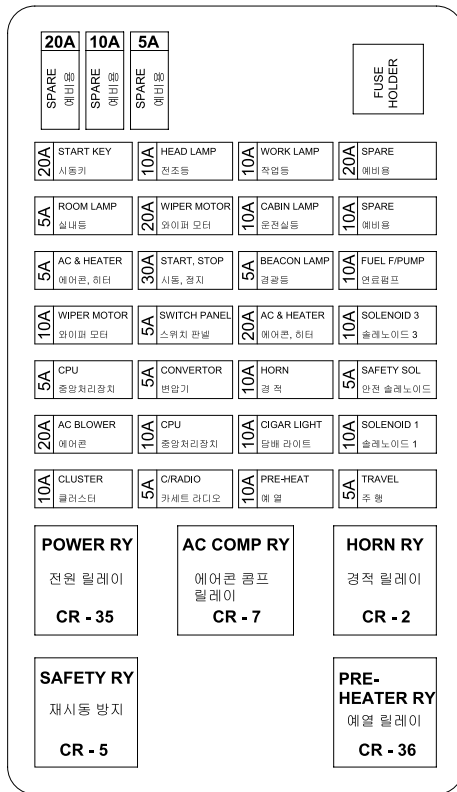 20A
10A
5A
SPARE
예비용
SPARE
예비용
SPARE
예비용
FUSE
HOLDER
20A
START KEY
시동키
10A
HEAD LAMP
전조등
10A
WORK LAMP
작업등
20A
SPARE
예비용
5A
ROOM LAMP
실내등
20A
WIPER MOTOR
와이퍼 모터
10A
CABIN LAMP
운전실등
10A
SPARE
예비용
5A
AC & HEATER
에어콘, 히터
30A
START, STOP
시동, 정지
5A
BEACON LAMP
경광등
10A
FUEL F/PUMP
연료펌프
10A
WIPER MOTOR
와이퍼 모터
5A
SWITCH PANEL
스위치 판넬
20A
AC & HEATER
에어콘, 히터
10A
SOLENOID 3
솔레노이드 3
5A
CPU
중앙처리장치
5A
CONVERTOR
변압기
10A
HORN
경 적
5A
SAFETY SOL
안전 솔레노이드
20A
AC BLOWER
에어콘
10A
CPU
중앙처리장치
10A
CIGAR LIGHT
담배 라이트
10A
SOLENOID 1
솔레노이드 1
10A
CLUSTER
클러스터
5A
C/RADIO
카세트 라디오
10A
PRE-HEAT
예 열
5A
TRAVEL
주 행
POWER RY
전원 릴레이
CR - 35
AC COMP RY
에어콘 콤프
릴레이
CR - 7
HORN RY
경적 릴레이
CR - 2
SAFETY RY
재시동 방지
CR - 5
PRE-
HEATER RY
예열 릴레이
CR - 36